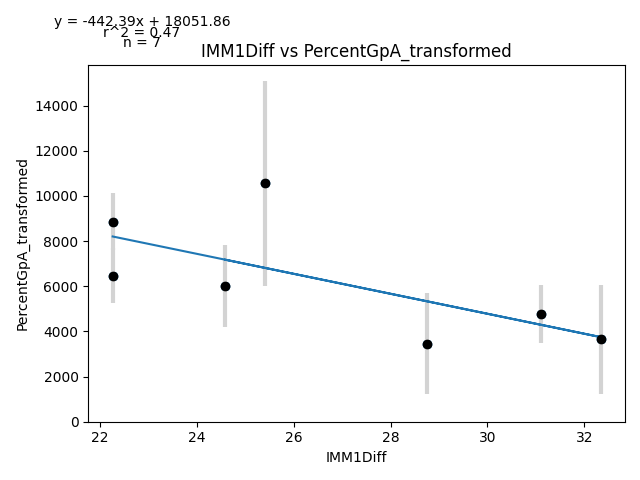 y = -442.39x + 18051.86
r^2 = 0.47
n = 7
IMM1Diff vs PercentGpA_transformed
PercentGpA_transformed
14000
12000
10000
8000
6000
4000
2000
0
22 24 26 28 30 32
IMM1Diff